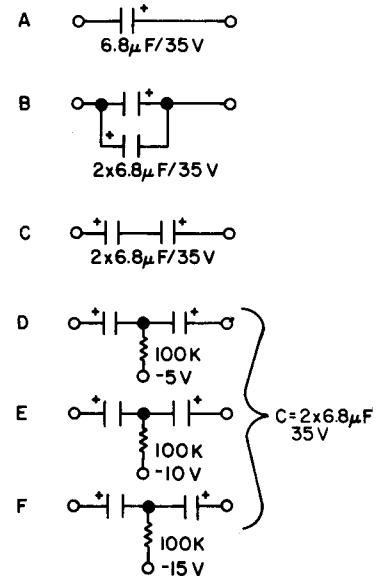 A
+
6.8μF/35V
B
+
+
2x6.8μF/35V
C
+ +
2x6.8μF/35V
D
+ +
100K
-5V
E
+ +
100K
-10V
C=2x6.8μF
35V
F
+ +
100K
-15V